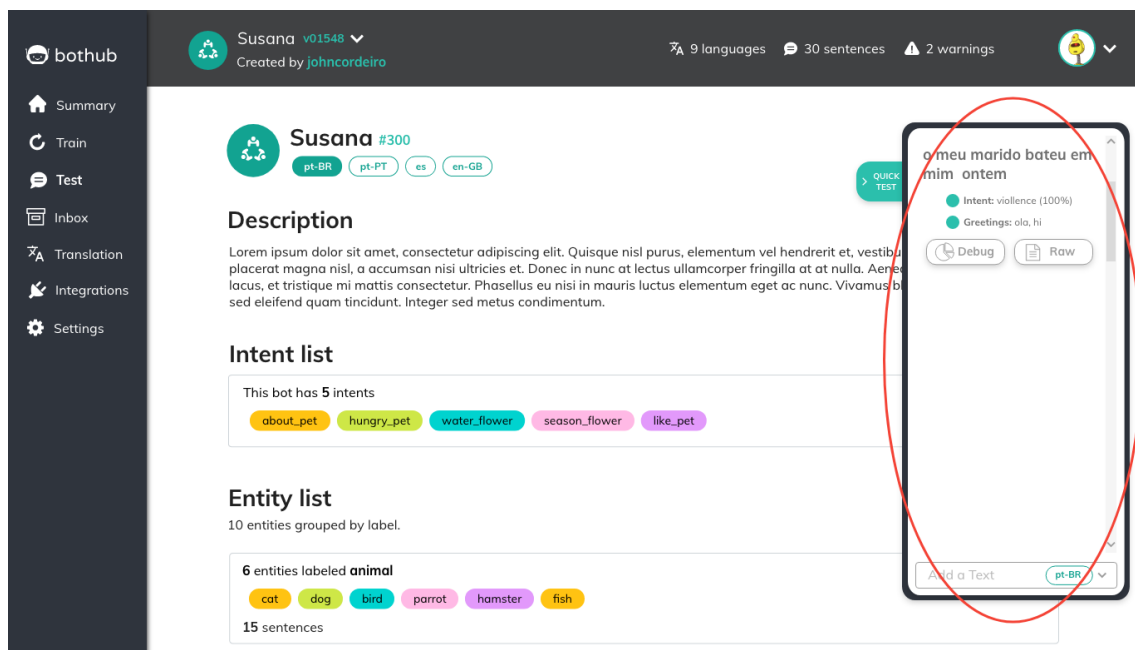 bothub
Summary
Train
Test
Inbox
Translation
Integrations
Settings
Susana v01548
Created by johncordeiro
9 languages 30 sentences 2 warnings
Susana #300
pt-BR pt-PT es en-GB
Description
Lorem ipsum dolor sit amet, consectetur adipiscing elit. Quisque nisl purus, elementum vel hendrerit et, vestibu
placerat magna nisl, a accumsan nisi ultricies et. Donec in nunc at lectus ullamcorper fringilla at at nulla. Aene
lacus, et tristique mi mattis consectetur. Phasellus eu nisi in mauris luctus elementum eget ac nunc. Vivamus bl
sed eleifend quam tincidunt. Integer sed metus condimentum.
Intent list
This bot has 5 intents
about_pet hungry_pet water_flower season_flower like_pet
Entity list
10 entities grouped by label.
6 entities labeled animal
cat dog bird parrot hamster fish
15 sentences
QUICK
TEST
o meu marido bateu em
mim ontem
Intent: viollence (100%)
Greetings: ola, hi
Debug Raw
Add a Text pt-BR